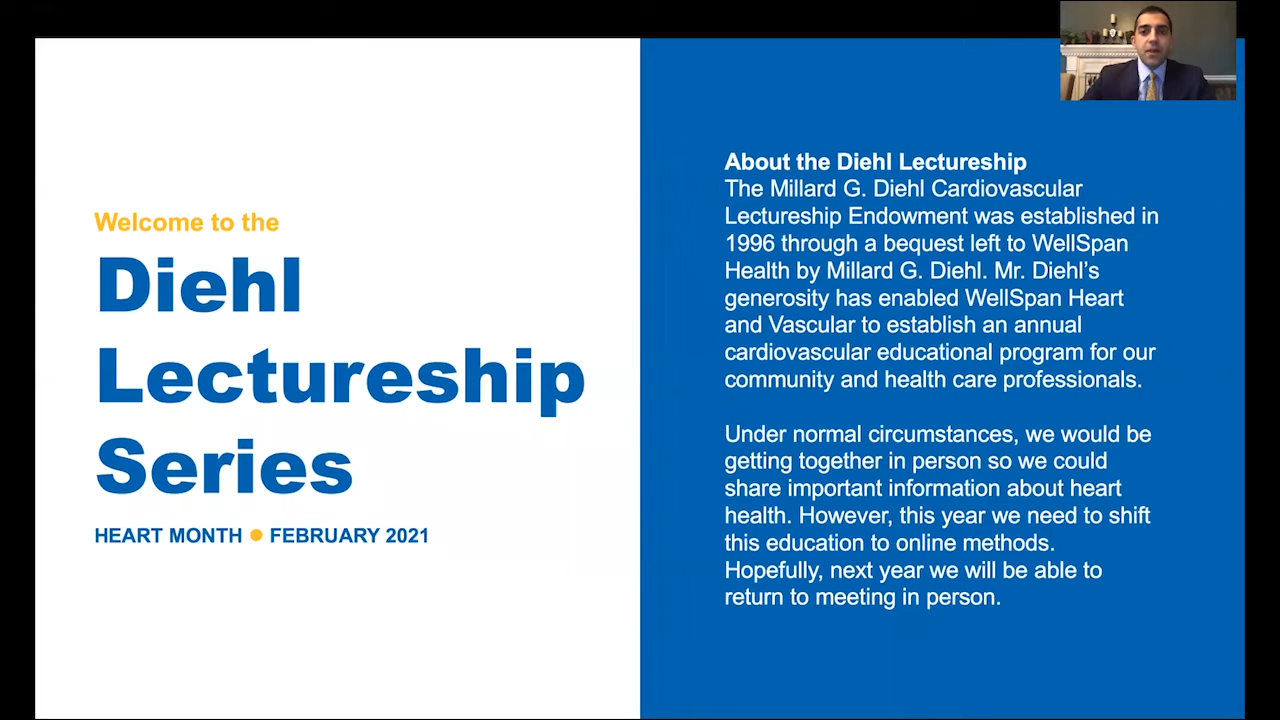 Welcome to the
Diehl
Lectureship
Series
HEART MONTH ● FEBRUARY 2021
About the Diehl Lectureship
The Millard G. Diehl Cardiovascular
Lectureship Endowment was established in
1996 through a bequest left to WellSpan
Health by Millard G. Diehl. Mr. Diehl’s
generosity has enabled WellSpan Heart
and Vascular to establish an annual
cardiovascular educational program for our
community and health care professionals.
Under normal circumstances, we would be
getting together in person so we could
share important information about heart
health. However, this year we need to shift
this education to online methods.
Hopefully, next year we will be able to
return to meeting in person.